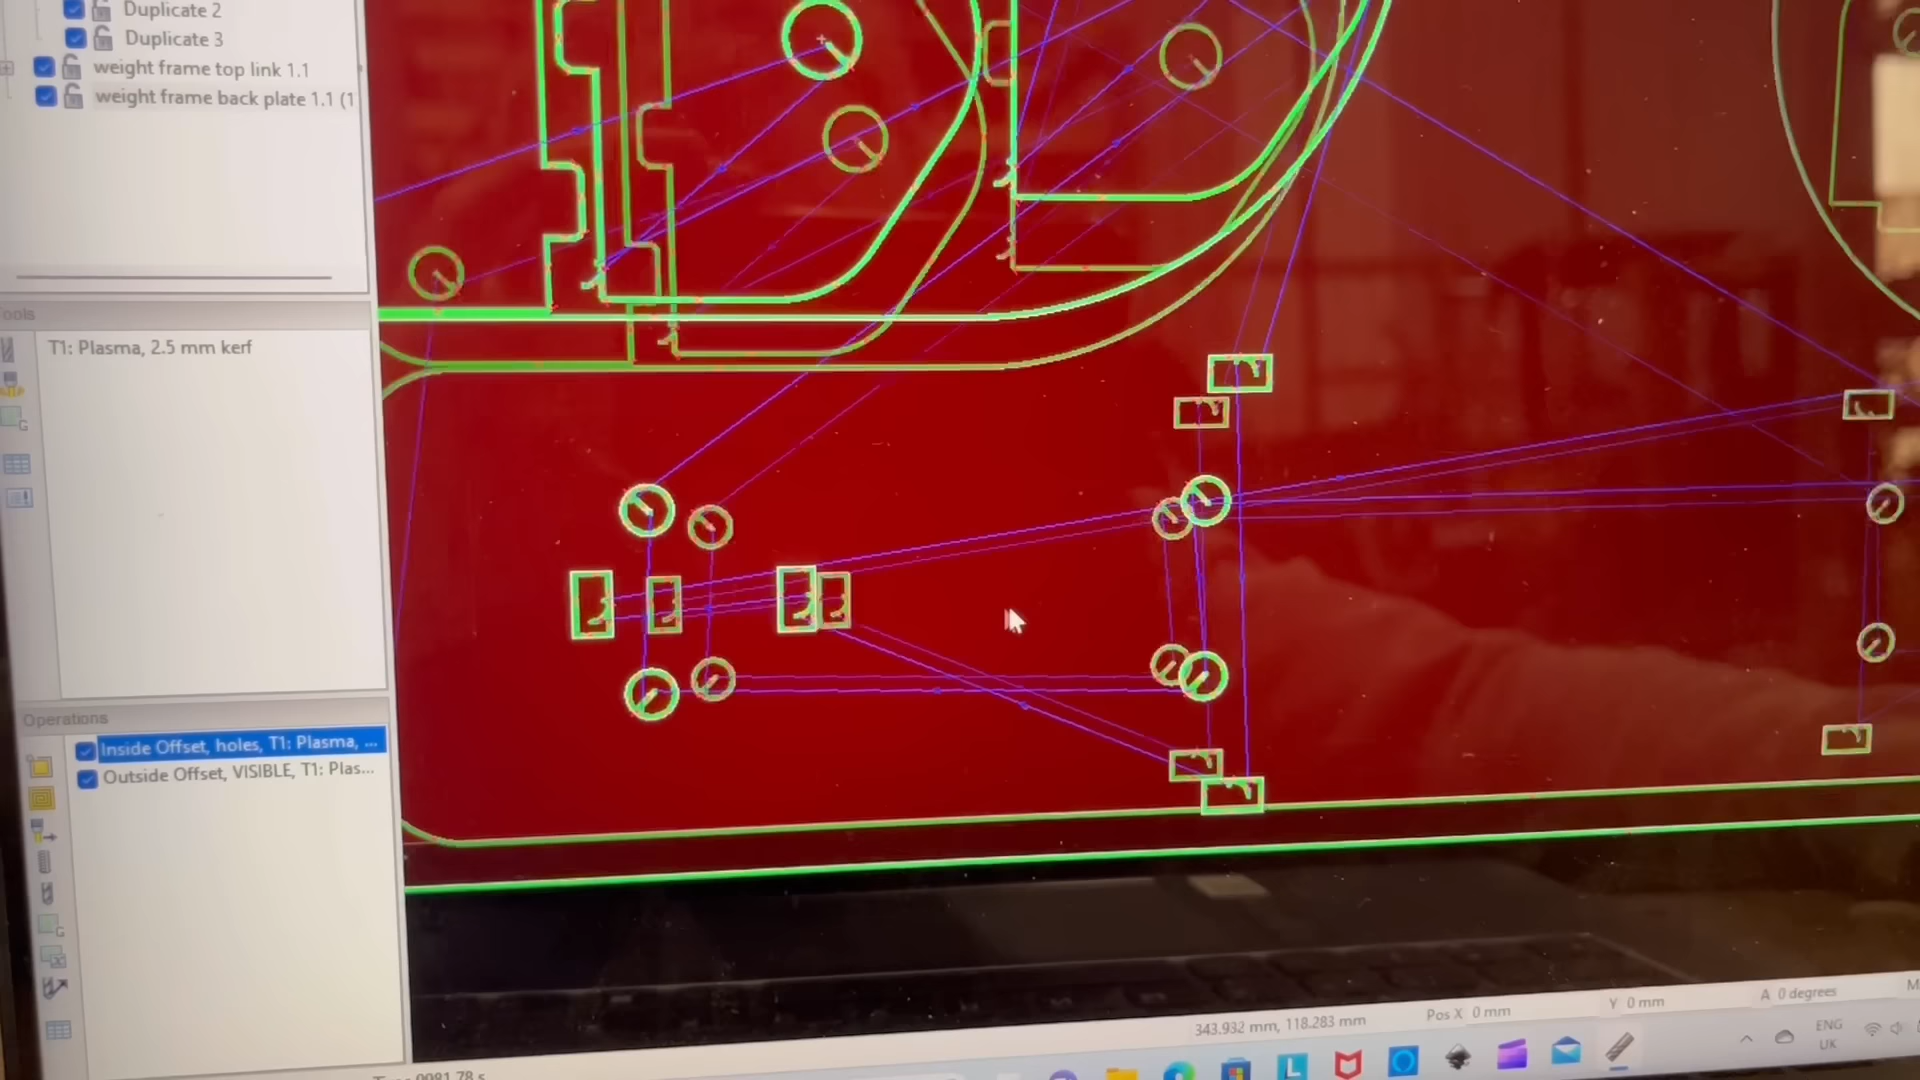 Duplicate 2
Duplicate 3
weight frame top link 1.1
weight frame back plate 1.1 (1
ools
T1: Plasma, 2.5 mm kerf
Operations
Inside Offset, holes, T1: Plasma, ...
Outside Offset, VISIBLE, T1: Plas...
343.932 mm, 118.283 mm
Pos X 0 mm
Y 0 mm
A 0 degrees
M
ENG
UK